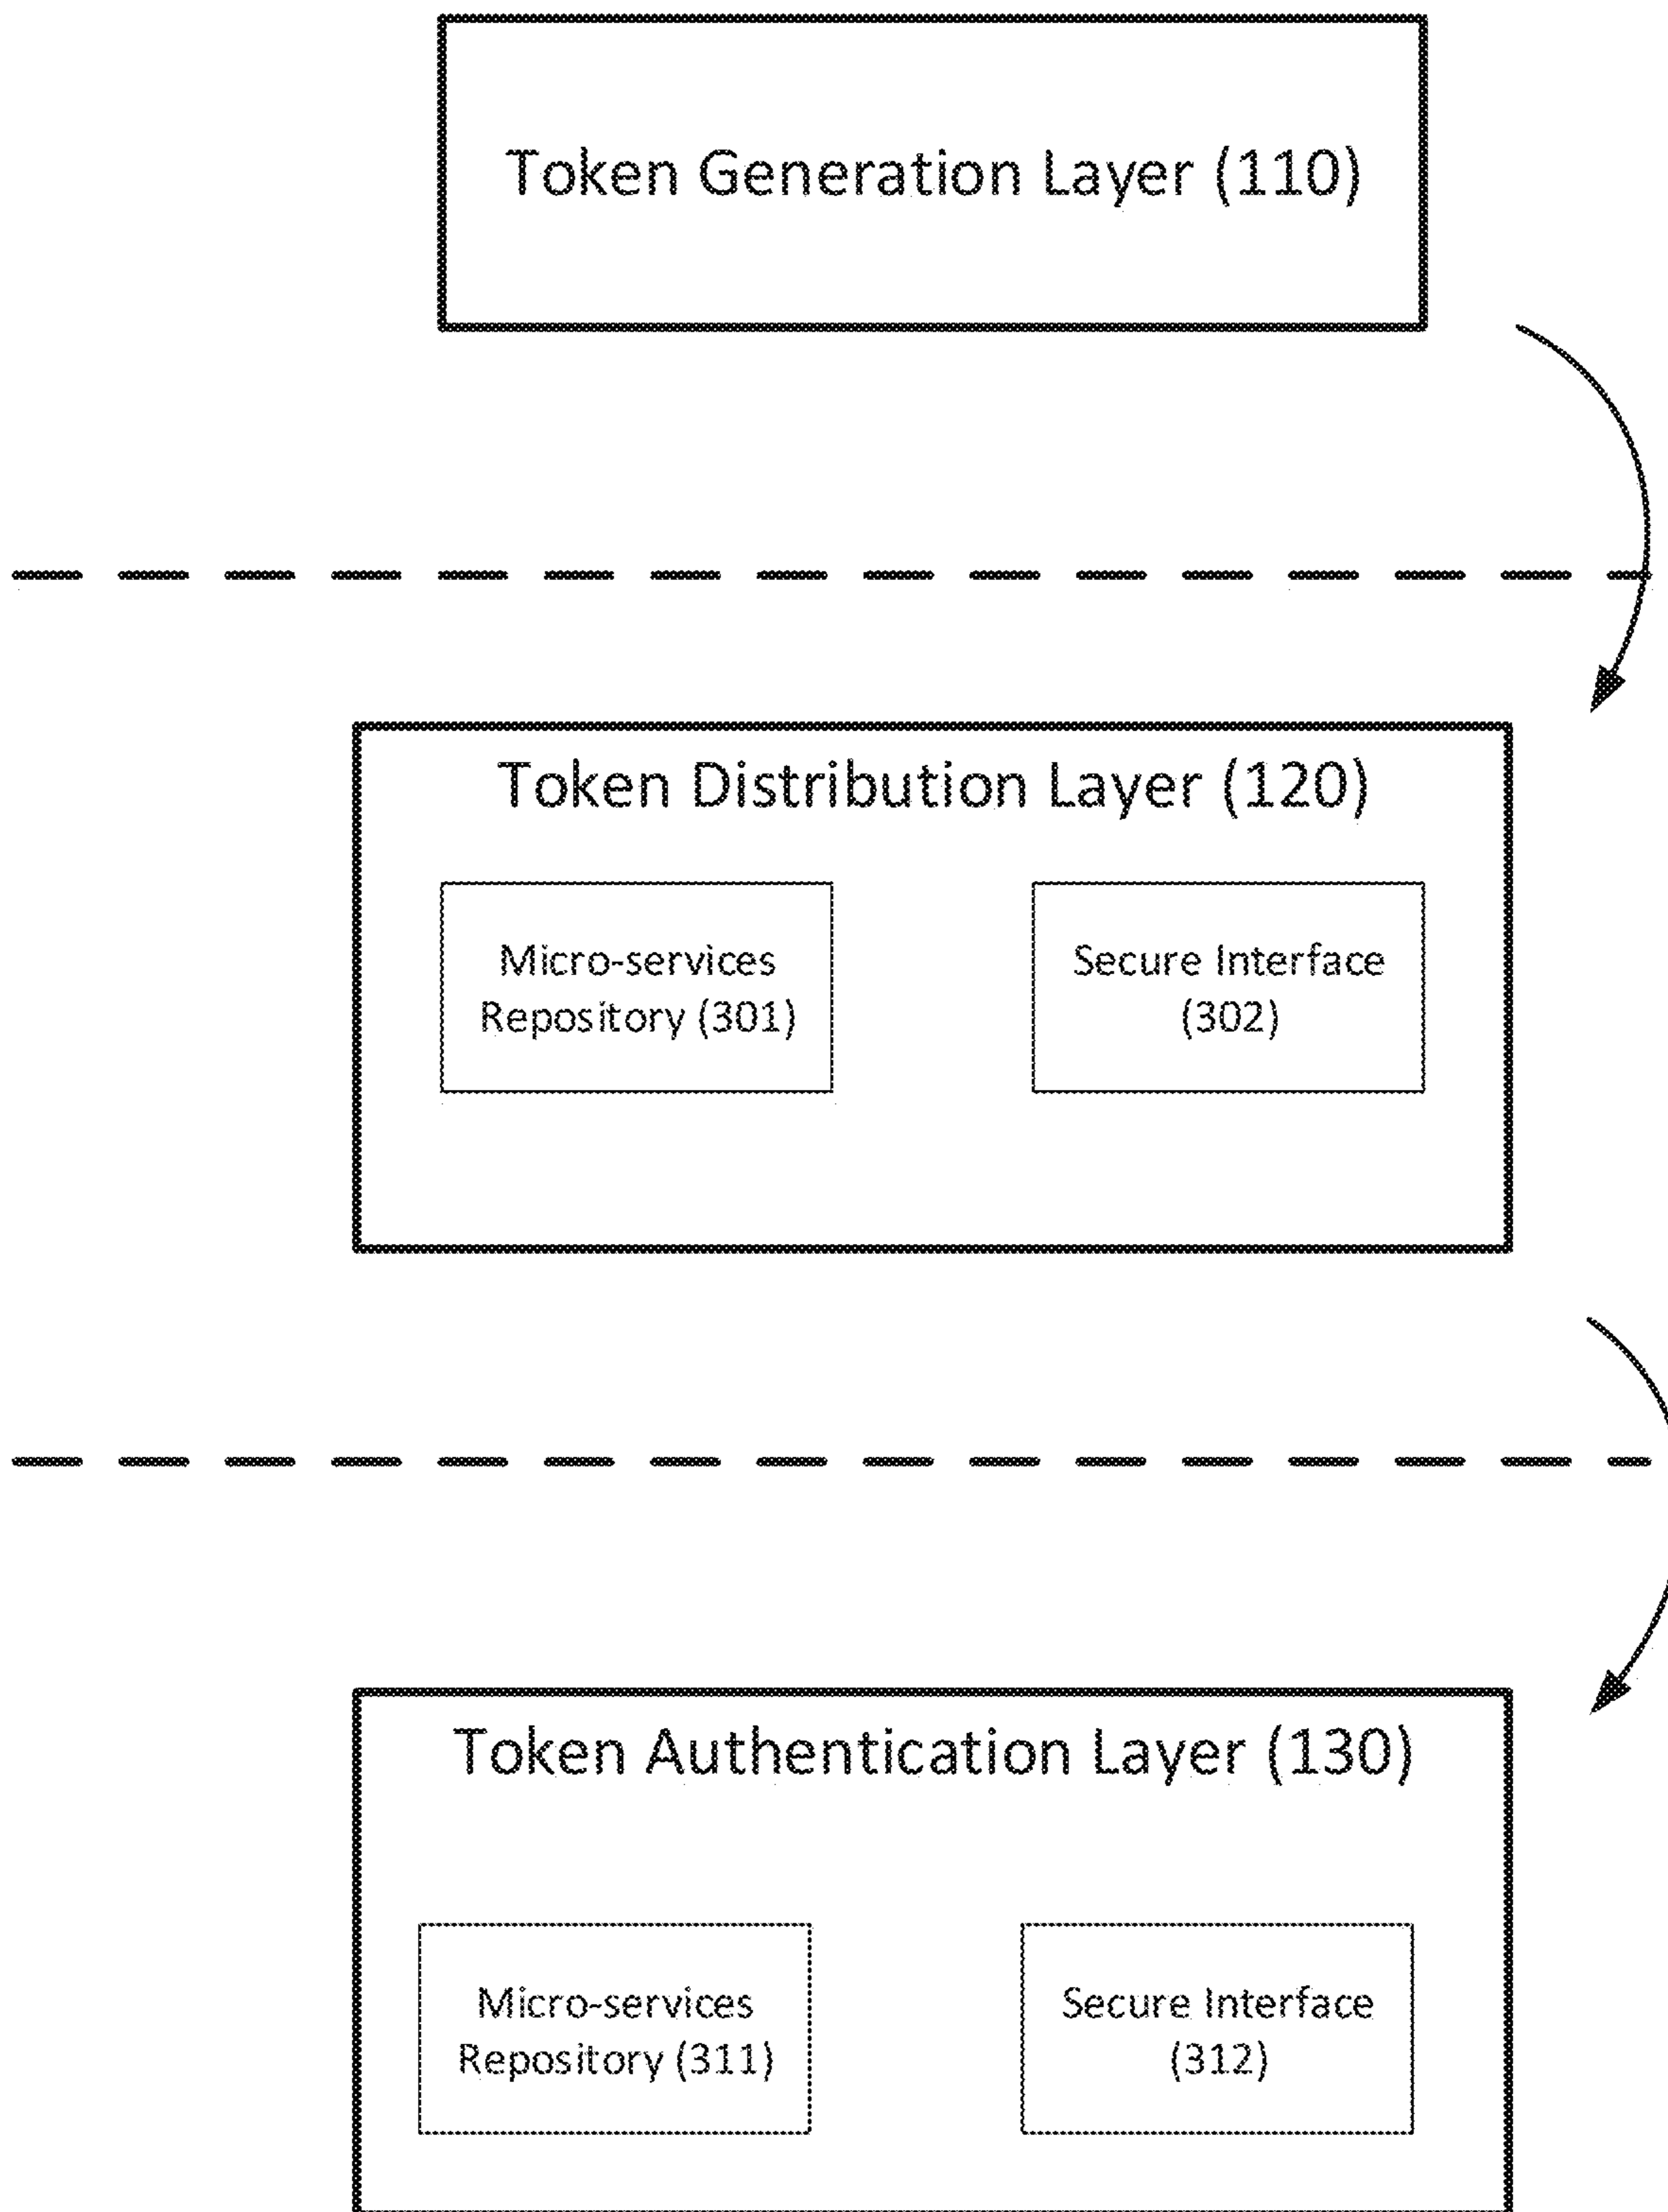 Token Generation Layer (110)
Token Distribution Layer (120)
Micro-services
Repository (301)
Secure Interface
(302)
Token Authentication Layer (130)
Micro-services
Repository (311)
Secure Interface
(312)